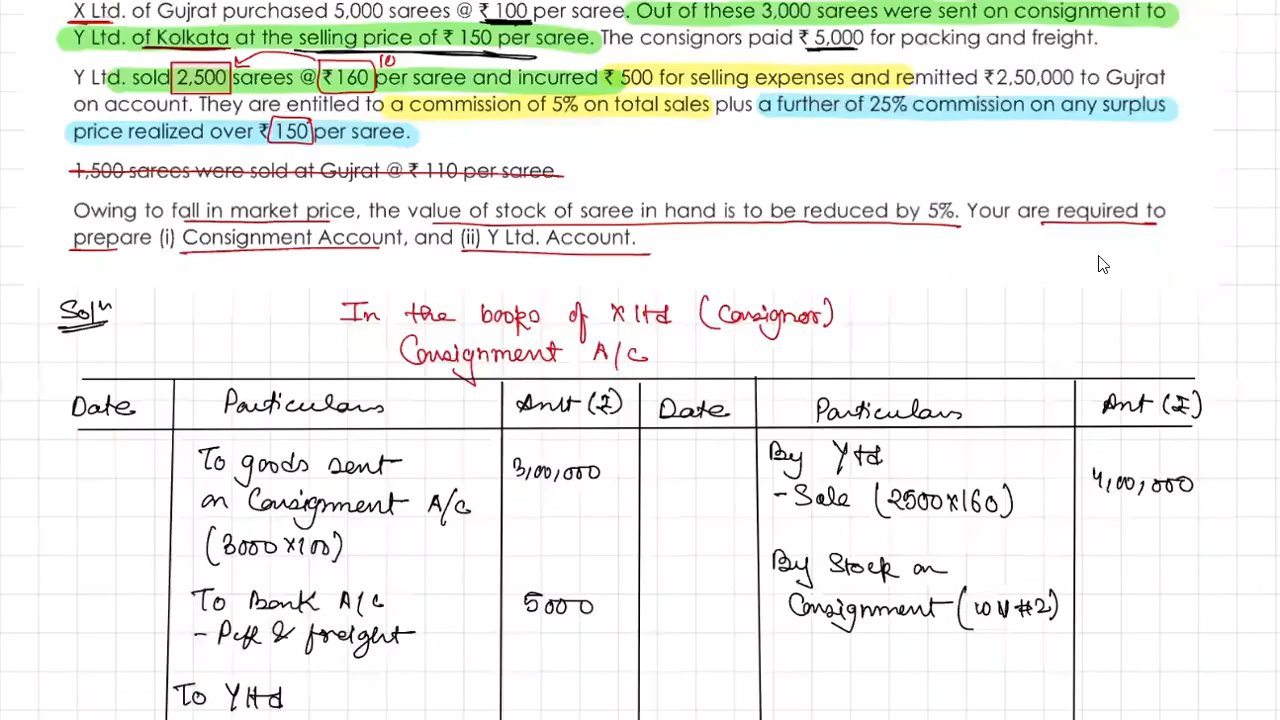 X Ltd. of Gujrat purchased 5,000 sarees @ ₹ 100 per saree. Out of these 3,000 sarees were sent on consignment to
Y Ltd. of Kolkata at the selling price of ₹ 150 per saree. The consignors paid ₹ 5,000 for packing and freight.
10
Y Ltd. sold 2,500 sarees @ ₹160 per saree and incurred ₹ 500 for selling expenses and remitted ₹2,50,000 to Gujrat
on account. They are entitled to a commission of 5% on total sales plus a further of 25% commission on any surplus
price realized over ₹ 150 per saree.
1,500 sarees were sold at Gujrat @ ₹ 110 per saree.
Owing to fall in market price, the value of stock of saree in hand is to be reduced by 5%. Your are required to
prepare (i) Consignment Account, and (ii) Y Ltd. Account.
Solⁿ
In the books of X ltd (Consignor)
Consignment A/C
Date Particulars Amt (₹) Date Particulars Amt (₹)
To goods sent 3,00,000 By Y ltd
on Consignment A/C - Sale (2500×160) 4,00,000
(3000×100) By Stock on
To Bank A/C 5000 Consignment (WN#2)
- Pck & freight
To Y ltd